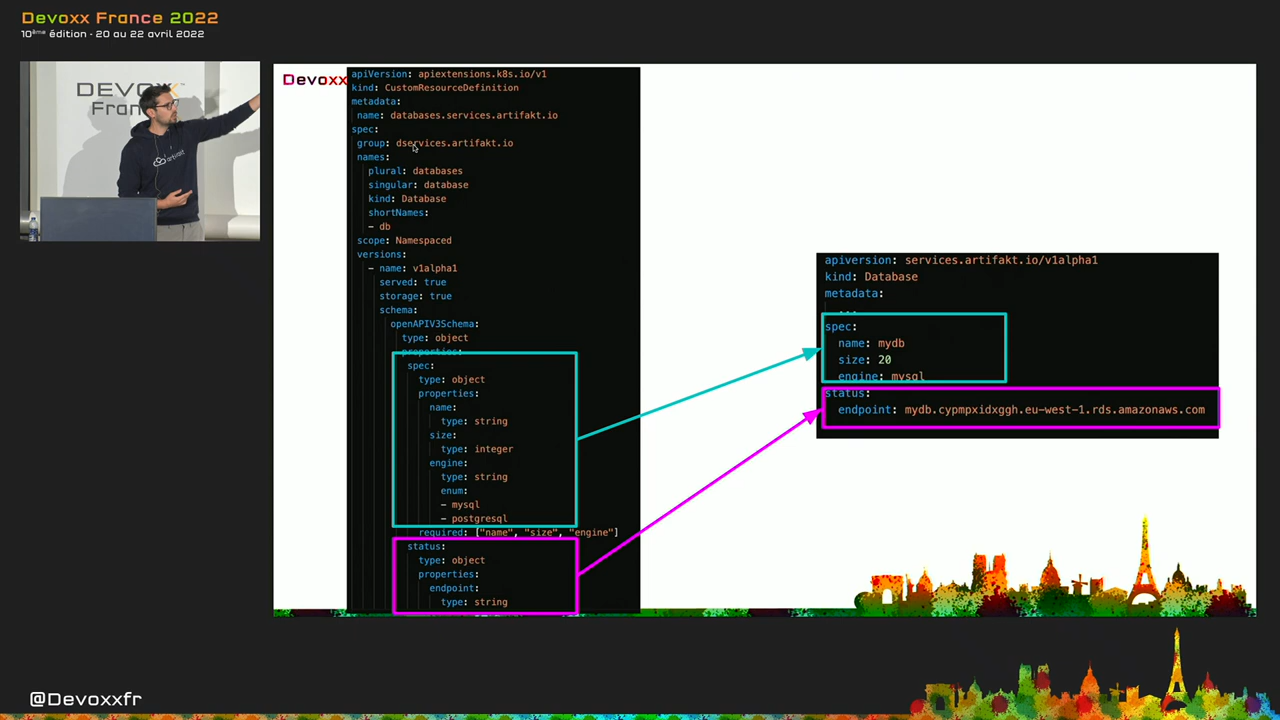 Devoxx France 2022
10ème édition - 20 au 22 avril 2022
DEVOXX
France
artifakt
Devoxx
apiVersion: apiextensions.k8s.io/v1
kind: CustomResourceDefinition
metadata:
name: databases.services.artifakt.io
spec:
group: dservices.artifakt.io
names:
plural: databases
singular: database
kind: Database
shortNames:
- db
scope: Namespaced
versions:
- name: v1alpha1
served: true
storage: true
schema:
openAPIV3Schema:
type: object
properties:
spec:
type: object
properties:
name:
type: string
size:
type: integer
engine:
type: string
enum:
- mysql
- postgresql
required: ["name", "size", "engine"]
status:
type: object
properties:
endpoint:
type: string
apiversion: services.artifakt.io/v1alpha1
kind: Database
metadata:
...
spec:
name: mydb
size: 20
engine: mysql
status:
endpoint: mydb.cypmpxidxggh.eu-west-1.rds.amazonaws.com
@Devoxxfr